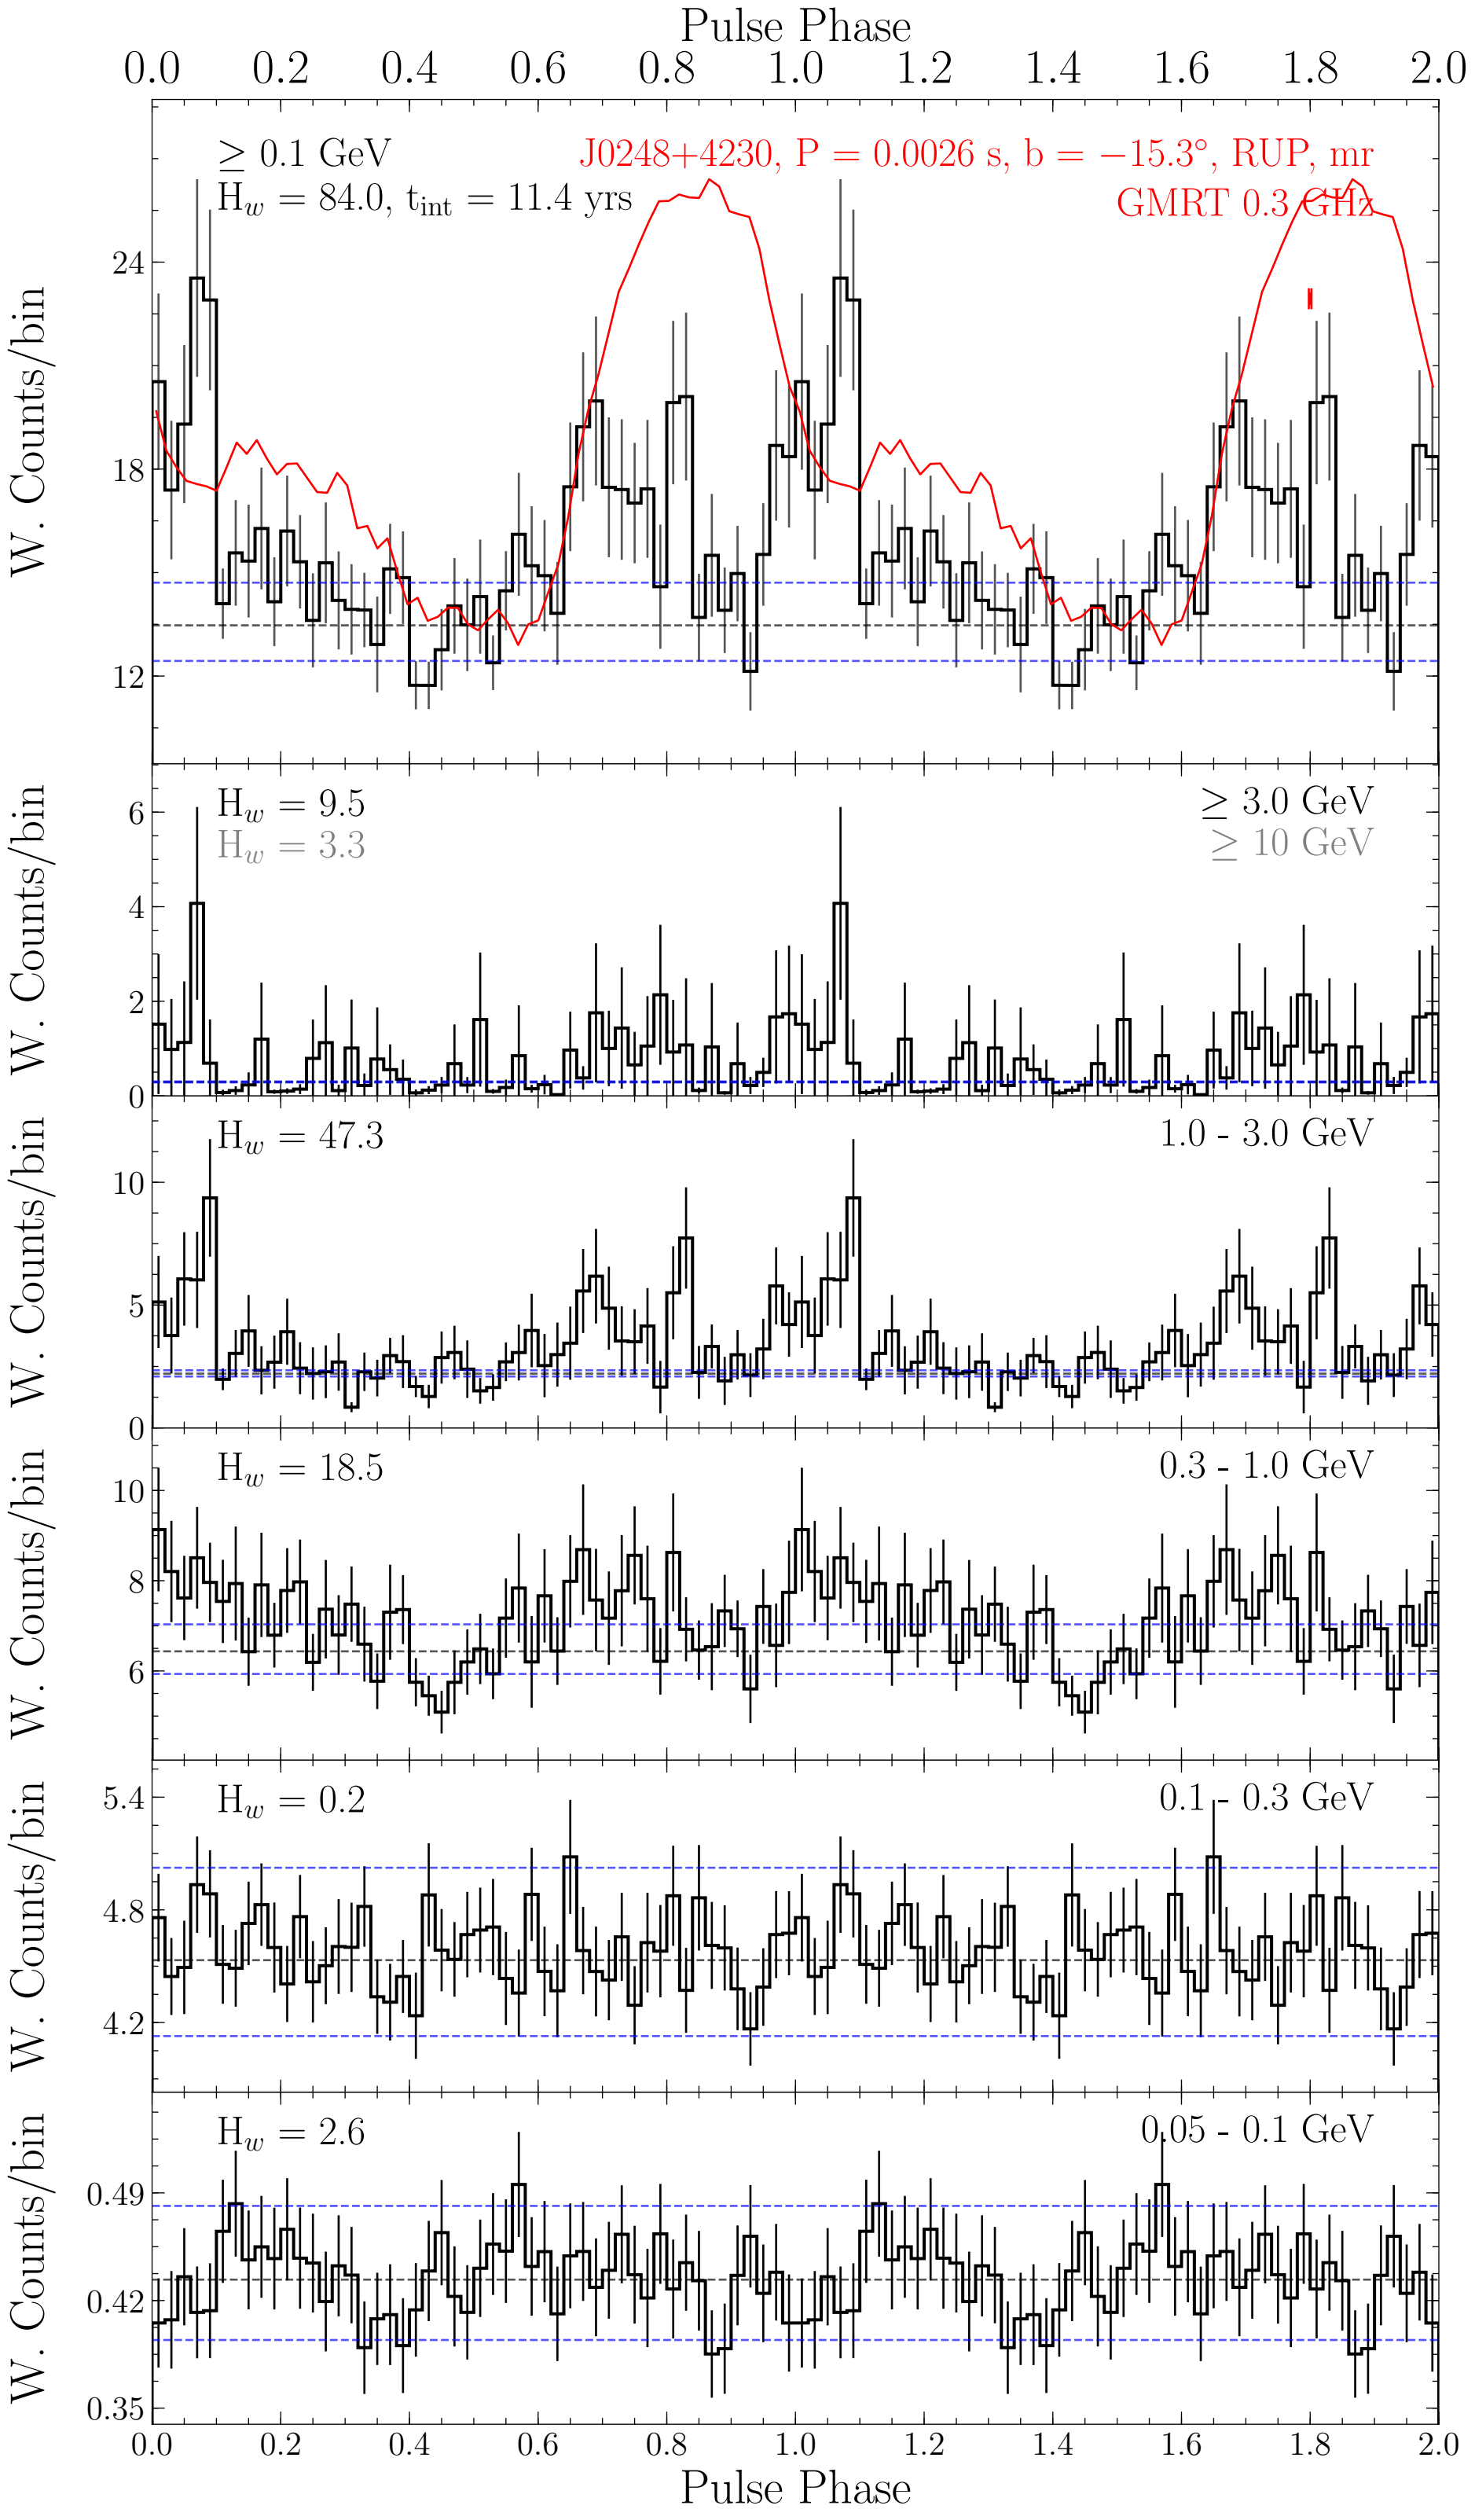 Pulse Phase
0.0 0.2 0.4 0.6 0.8 1.0 1.2 1.4 1.6 1.8 2.0
≥ 0.1 GeV
H_w = 84.0, t_int = 11.4 yrs
J0248+4230, P = 0.0026 s, b = −15.3°, RUP, mr
GMRT 0.3 GHz
24
18
12
W. Counts/bin
H_w = 9.5
H_w = 3.3
≥ 3.0 GeV
≥ 10 GeV
6
4
2
0
W. Counts/bin
H_w = 47.3
1.0 - 3.0 GeV
10
5
0
W. Counts/bin
H_w = 18.5
0.3 - 1.0 GeV
10
8
6
W. Counts/bin
H_w = 0.2
0.1 - 0.3 GeV
5.4
4.8
4.2
W. Counts/bin
H_w = 2.6
0.05 - 0.1 GeV
0.49
0.42
0.35
W. Counts/bin
0.0 0.2 0.4 0.6 0.8 1.0 1.2 1.4 1.6 1.8 2.0
Pulse Phase